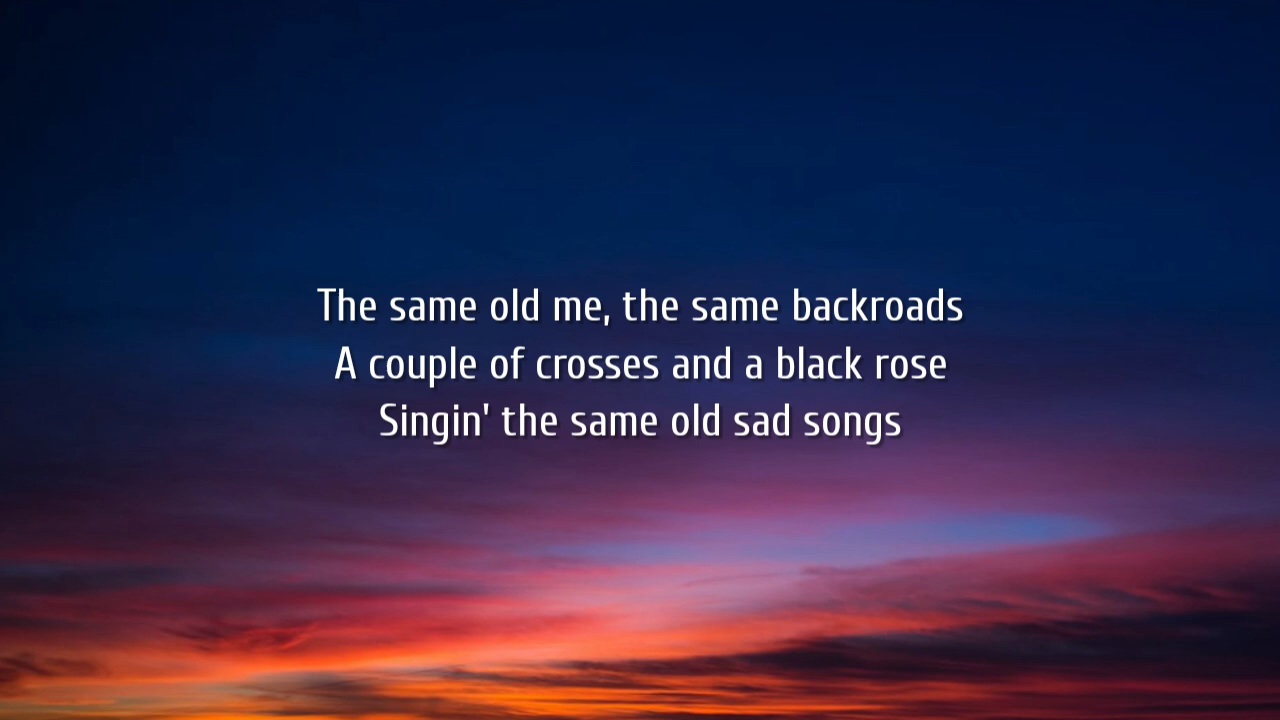 The same old me, the same backroads
A couple of crosses and a black rose
Singin' the same old sad songs